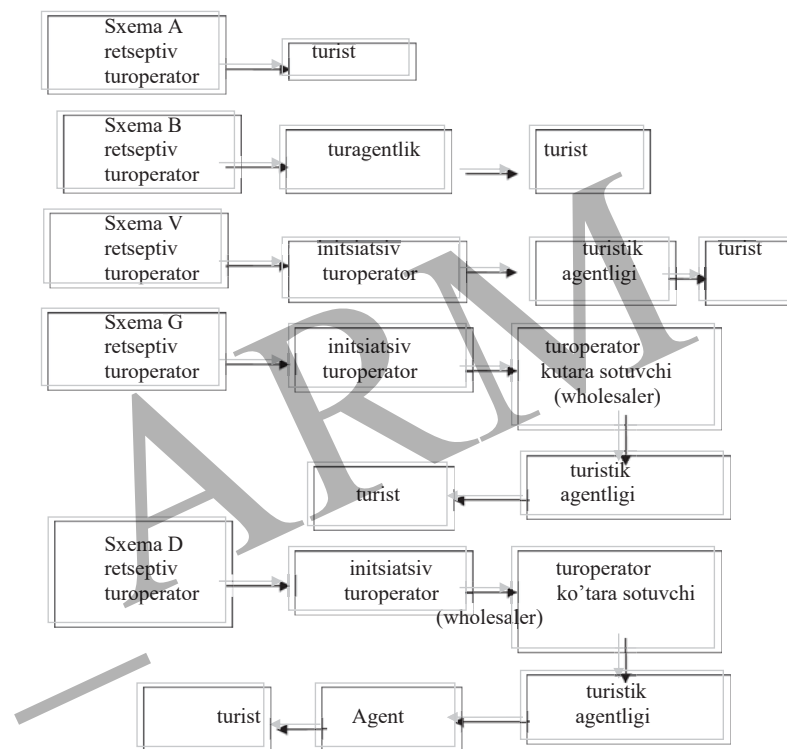 Sxema A
retseptiv
turoperator
turist
Sxema B
retseptiv
turoperator
turagentlik
turist
Sxema V
retseptiv
turoperator
initsiatsiv
turoperator
turistik
agentligi
turist
Sxema G
retseptiv
turoperator
initsiatsiv
turoperator
turoperator
kutara sotuvchi
(wholesaler)
turistik
agentligi
turist
Sxema D
retseptiv
turoperator
initsiatsiv
turoperator
turoperator
ko’tara sotuvchi
(wholesaler)
turistik
agentligi
Agent
turist
ARM